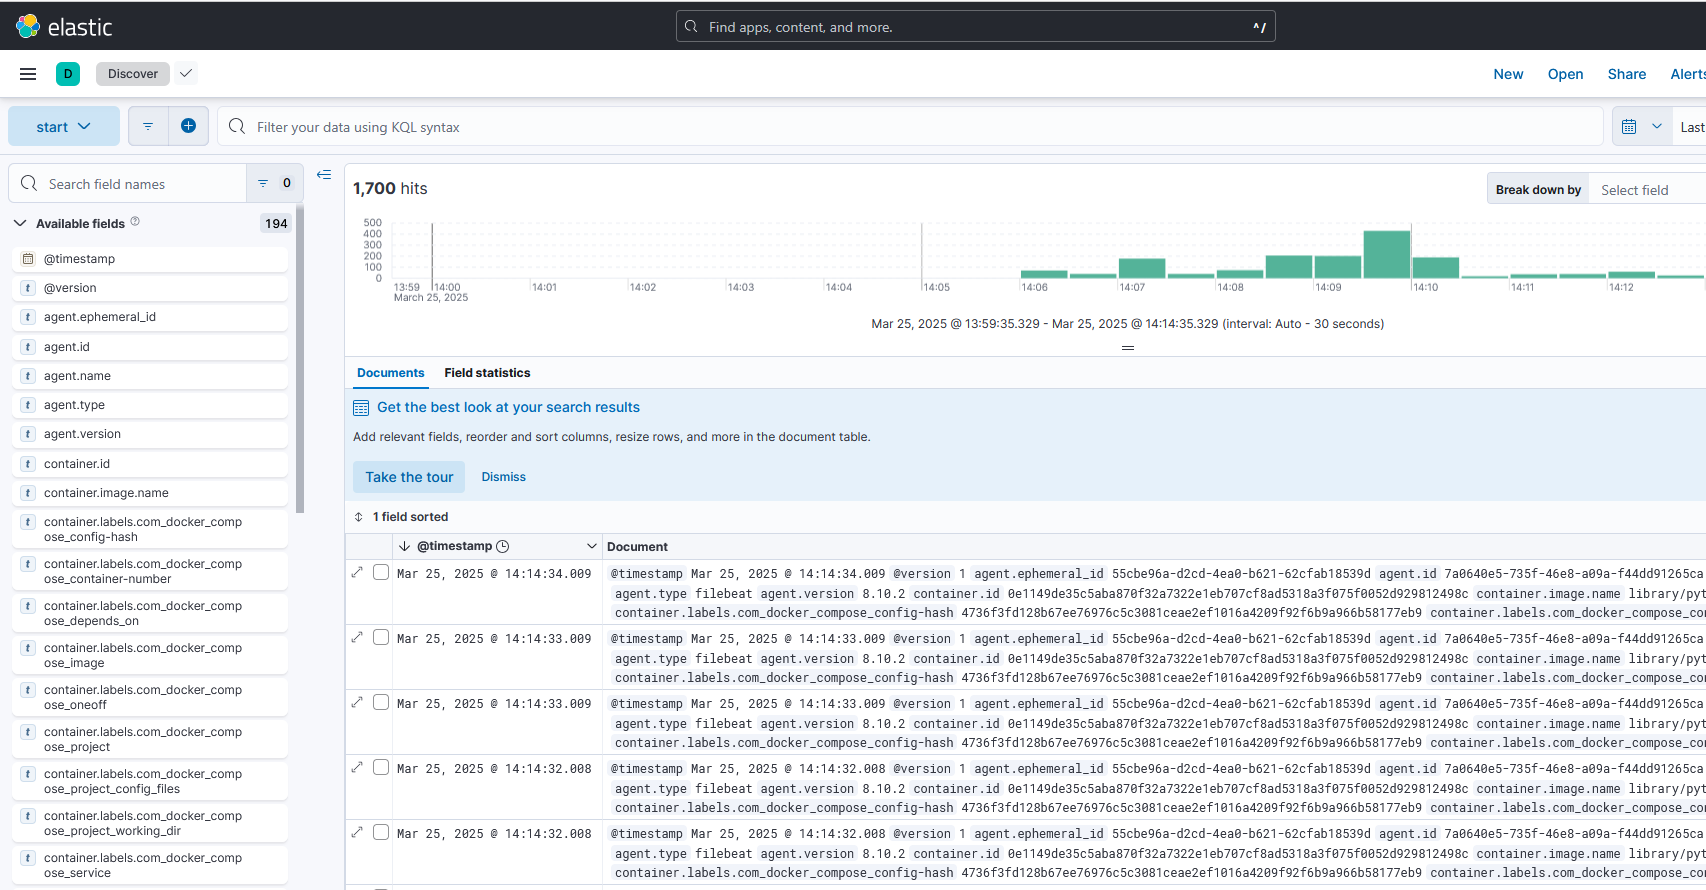 elastic
Find apps, content, and more.
^/
D
Discover
New Open Share Alerts
start
Filter your data using KQL syntax
Last
Search field names
0
Available fields
194
@timestamp
@version
agent.ephemeral_id
agent.id
agent.name
agent.type
agent.version
container.id
container.image.name
container.labels.com_docker_comp
ose_config-hash
container.labels.com_docker_comp
ose_container-number
container.labels.com_docker_comp
ose_depends_on
container.labels.com_docker_comp
ose_image
container.labels.com_docker_comp
ose_oneoff
container.labels.com_docker_comp
ose_project
container.labels.com_docker_comp
ose_project_config_files
container.labels.com_docker_comp
ose_project_working_dir
container.labels.com_docker_comp
ose_service
1,700 hits
Break down by Select field
500
400
300
200
100
0
13:59 14:00 14:01 14:02 14:03 14:04 14:05 14:06 14:07 14:08 14:09 14:10 14:11 14:12
March 25, 2025
Mar 25, 2025 @ 13:59:35.329 - Mar 25, 2025 @ 14:14:35.329 (interval: Auto - 30 seconds)
Documents Field statistics
Get the best look at your search results
Add relevant fields, reorder and sort columns, resize rows, and more in the document table.
Take the tour Dismiss
1 field sorted
@timestamp Document
Mar 25, 2025 @ 14:14:34.009 @timestamp Mar 25, 2025 @ 14:14:34.009 @version 1 agent.ephemeral_id 55cbe96a-d2cd-4ea0-b621-62cfab18539d agent.id 7a0640e5-735f-46e8-a09a-f44dd91265ca
agent.type filebeat agent.version 8.10.2 container.id 0e1149de35c5aba870f32a7322e1eb707cf8ad5318a3f075f0052d929812498c container.image.name library/pyt
container.labels.com_docker_compose_config-hash 4736f3fd128b67ee76976c5c3081ceae2ef1016a4209f92f6b9a966b58177eb9 container.labels.com_docker_compose_co
Mar 25, 2025 @ 14:14:33.009 @timestamp Mar 25, 2025 @ 14:14:33.009 @version 1 agent.ephemeral_id 55cbe96a-d2cd-4ea0-b621-62cfab18539d agent.id 7a0640e5-735f-46e8-a09a-f44dd91265ca
agent.type filebeat agent.version 8.10.2 container.id 0e1149de35c5aba870f32a7322e1eb707cf8ad5318a3f075f0052d929812498c container.image.name library/pyt
container.labels.com_docker_compose_config-hash 4736f3fd128b67ee76976c5c3081ceae2ef1016a4209f92f6b9a966b58177eb9 container.labels.com_docker_compose_co
Mar 25, 2025 @ 14:14:33.009 @timestamp Mar 25, 2025 @ 14:14:33.009 @version 1 agent.ephemeral_id 55cbe96a-d2cd-4ea0-b621-62cfab18539d agent.id 7a0640e5-735f-46e8-a09a-f44dd91265ca
agent.type filebeat agent.version 8.10.2 container.id 0e1149de35c5aba870f32a7322e1eb707cf8ad5318a3f075f0052d929812498c container.image.name library/pyt
container.labels.com_docker_compose_config-hash 4736f3fd128b67ee76976c5c3081ceae2ef1016a4209f92f6b9a966b58177eb9 container.labels.com_docker_compose_co
Mar 25, 2025 @ 14:14:32.008 @timestamp Mar 25, 2025 @ 14:14:32.008 @version 1 agent.ephemeral_id 55cbe96a-d2cd-4ea0-b621-62cfab18539d agent.id 7a0640e5-735f-46e8-a09a-f44dd91265ca
agent.type filebeat agent.version 8.10.2 container.id 0e1149de35c5aba870f32a7322e1eb707cf8ad5318a3f075f0052d929812498c container.image.name library/pyt
container.labels.com_docker_compose_config-hash 4736f3fd128b67ee76976c5c3081ceae2ef1016a4209f92f6b9a966b58177eb9 container.labels.com_docker_compose_co
Mar 25, 2025 @ 14:14:32.008 @timestamp Mar 25, 2025 @ 14:14:32.008 @version 1 agent.ephemeral_id 55cbe96a-d2cd-4ea0-b621-62cfab18539d agent.id 7a0640e5-735f-46e8-a09a-f44dd91265ca
agent.type filebeat agent.version 8.10.2 container.id 0e1149de35c5aba870f32a7322e1eb707cf8ad5318a3f075f0052d929812498c container.image.name library/pyt
container.labels.com_docker_compose_config-hash 4736f3fd128b67ee76976c5c3081ceae2ef1016a4209f92f6b9a966b58177eb9 container.labels.com_docker_compose_co